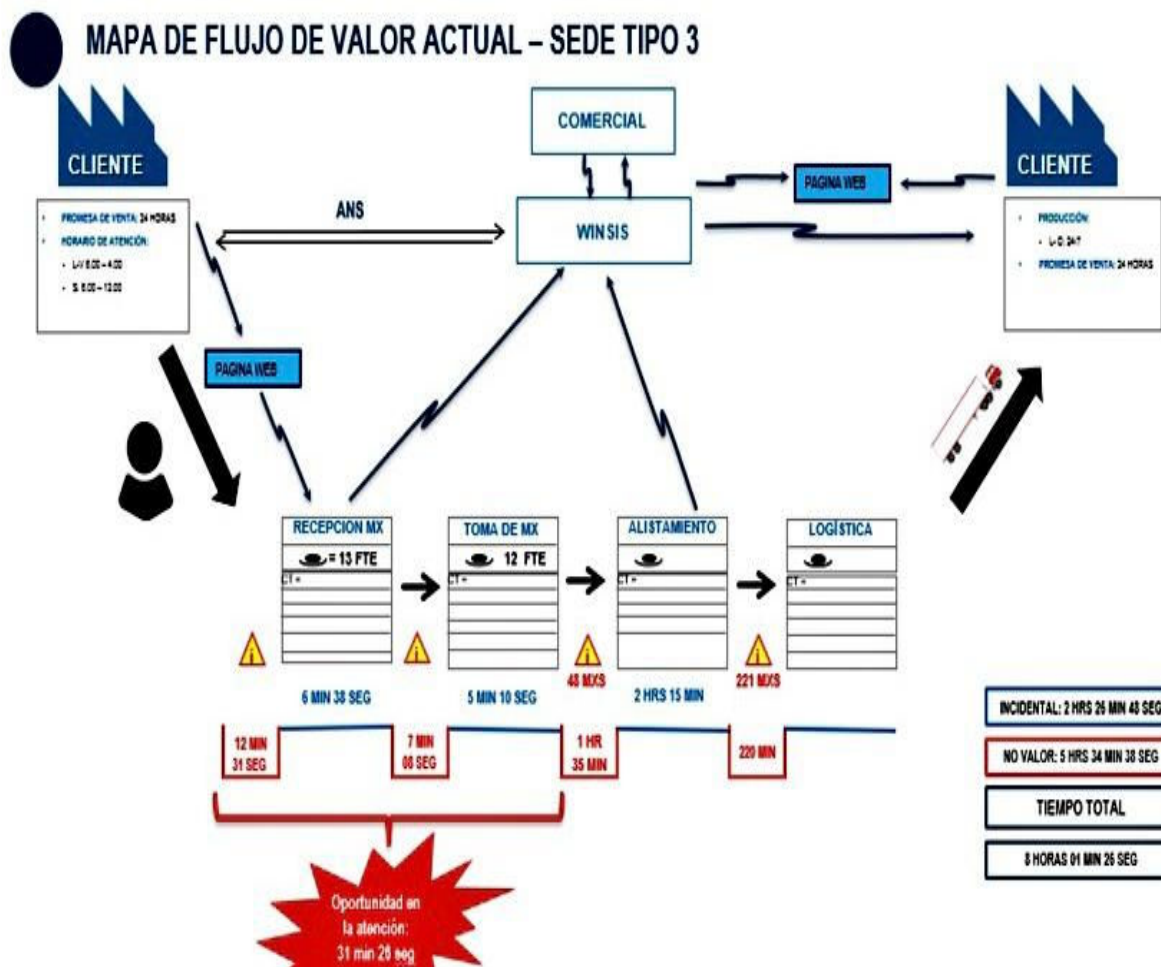 MAPA DE FLUJO DE VALOR ACTUAL – SEDE TIPO 3
CLIENTE
PROMESA DE VENTA: 24 HORAS
HORARIO DE ATENCIÓN:
ANS
COMERCIAL
WINSIS
PAGINA WEB
CLIENTE
PRODUCCIÓN:
PROMESA DE VENTA: 24 HORAS
PAGINA WEB
RECEPCION MX
= 13 FTE
CT =
TOMA DE MX
12 FTE
CT =
ALISTAMIENTO
LOGÍSTICA
CT =
48 MXS
221 MXS
6 MIN 38 SEG
5 MIN 10 SEG
2 HRS 15 MIN
12 MIN
31 SEG
7 MIN
08 SEG
1 HR
35 MIN
220 MIN
INCIDENTAL: 2 HRS 26 MIN 48 SEG
NO VALOR: 5 HRS 34 MIN 38 SEG
TIEMPO TOTAL
8 HORAS 01 MIN 26 SEG
Oportunidad en
la atención:
31 min 26 seg